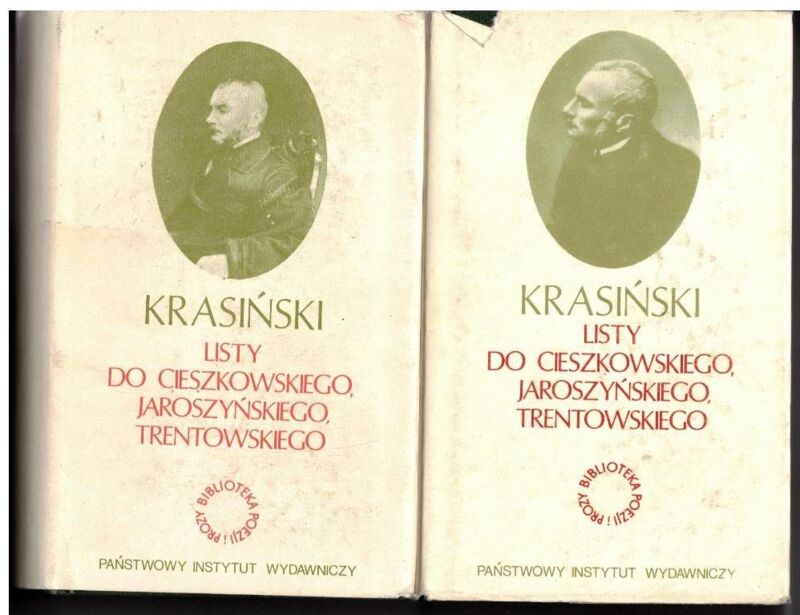 KRASIŃSKI
LISTY
DO CIESZKOWSKIEGO,
JAROSZYŃSKIEGO,
TRENTOWSKIEGO
BIBLIOTEKA POEZJI i PROZY
PAŃSTWOWY INSTYTUT WYDAWNICZY
KRASIŃSKI
LISTY
DO CIESZKOWSKIEGO,
JAROSZYŃSKIEGO,
TRENTOWSKIEGO
BIBLIOTEKA POEZJI i PROZY
PAŃSTWOWY INSTYTUT WYDAWNICZY